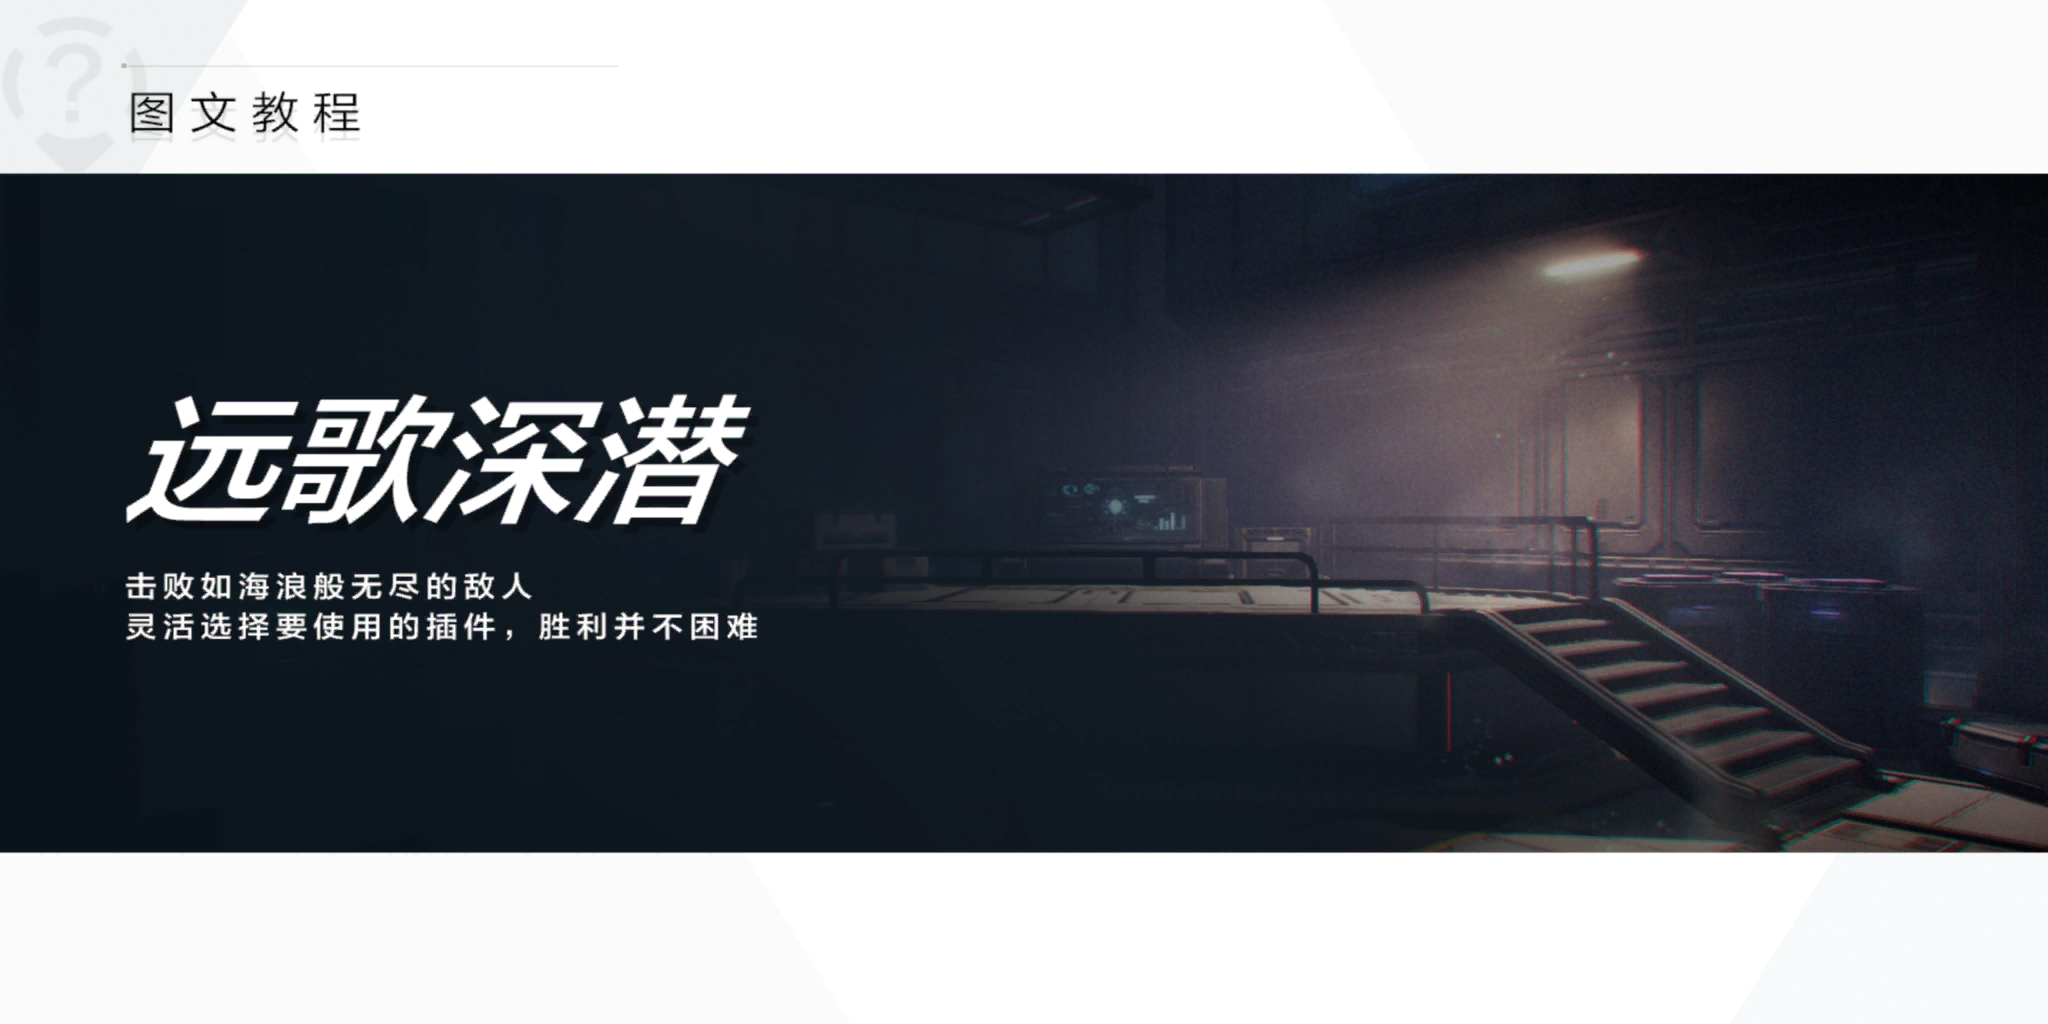 图文教程
远歌深潜
击败如海浪般无尽的敌人
灵活选择要使用的插件，胜利并不困难